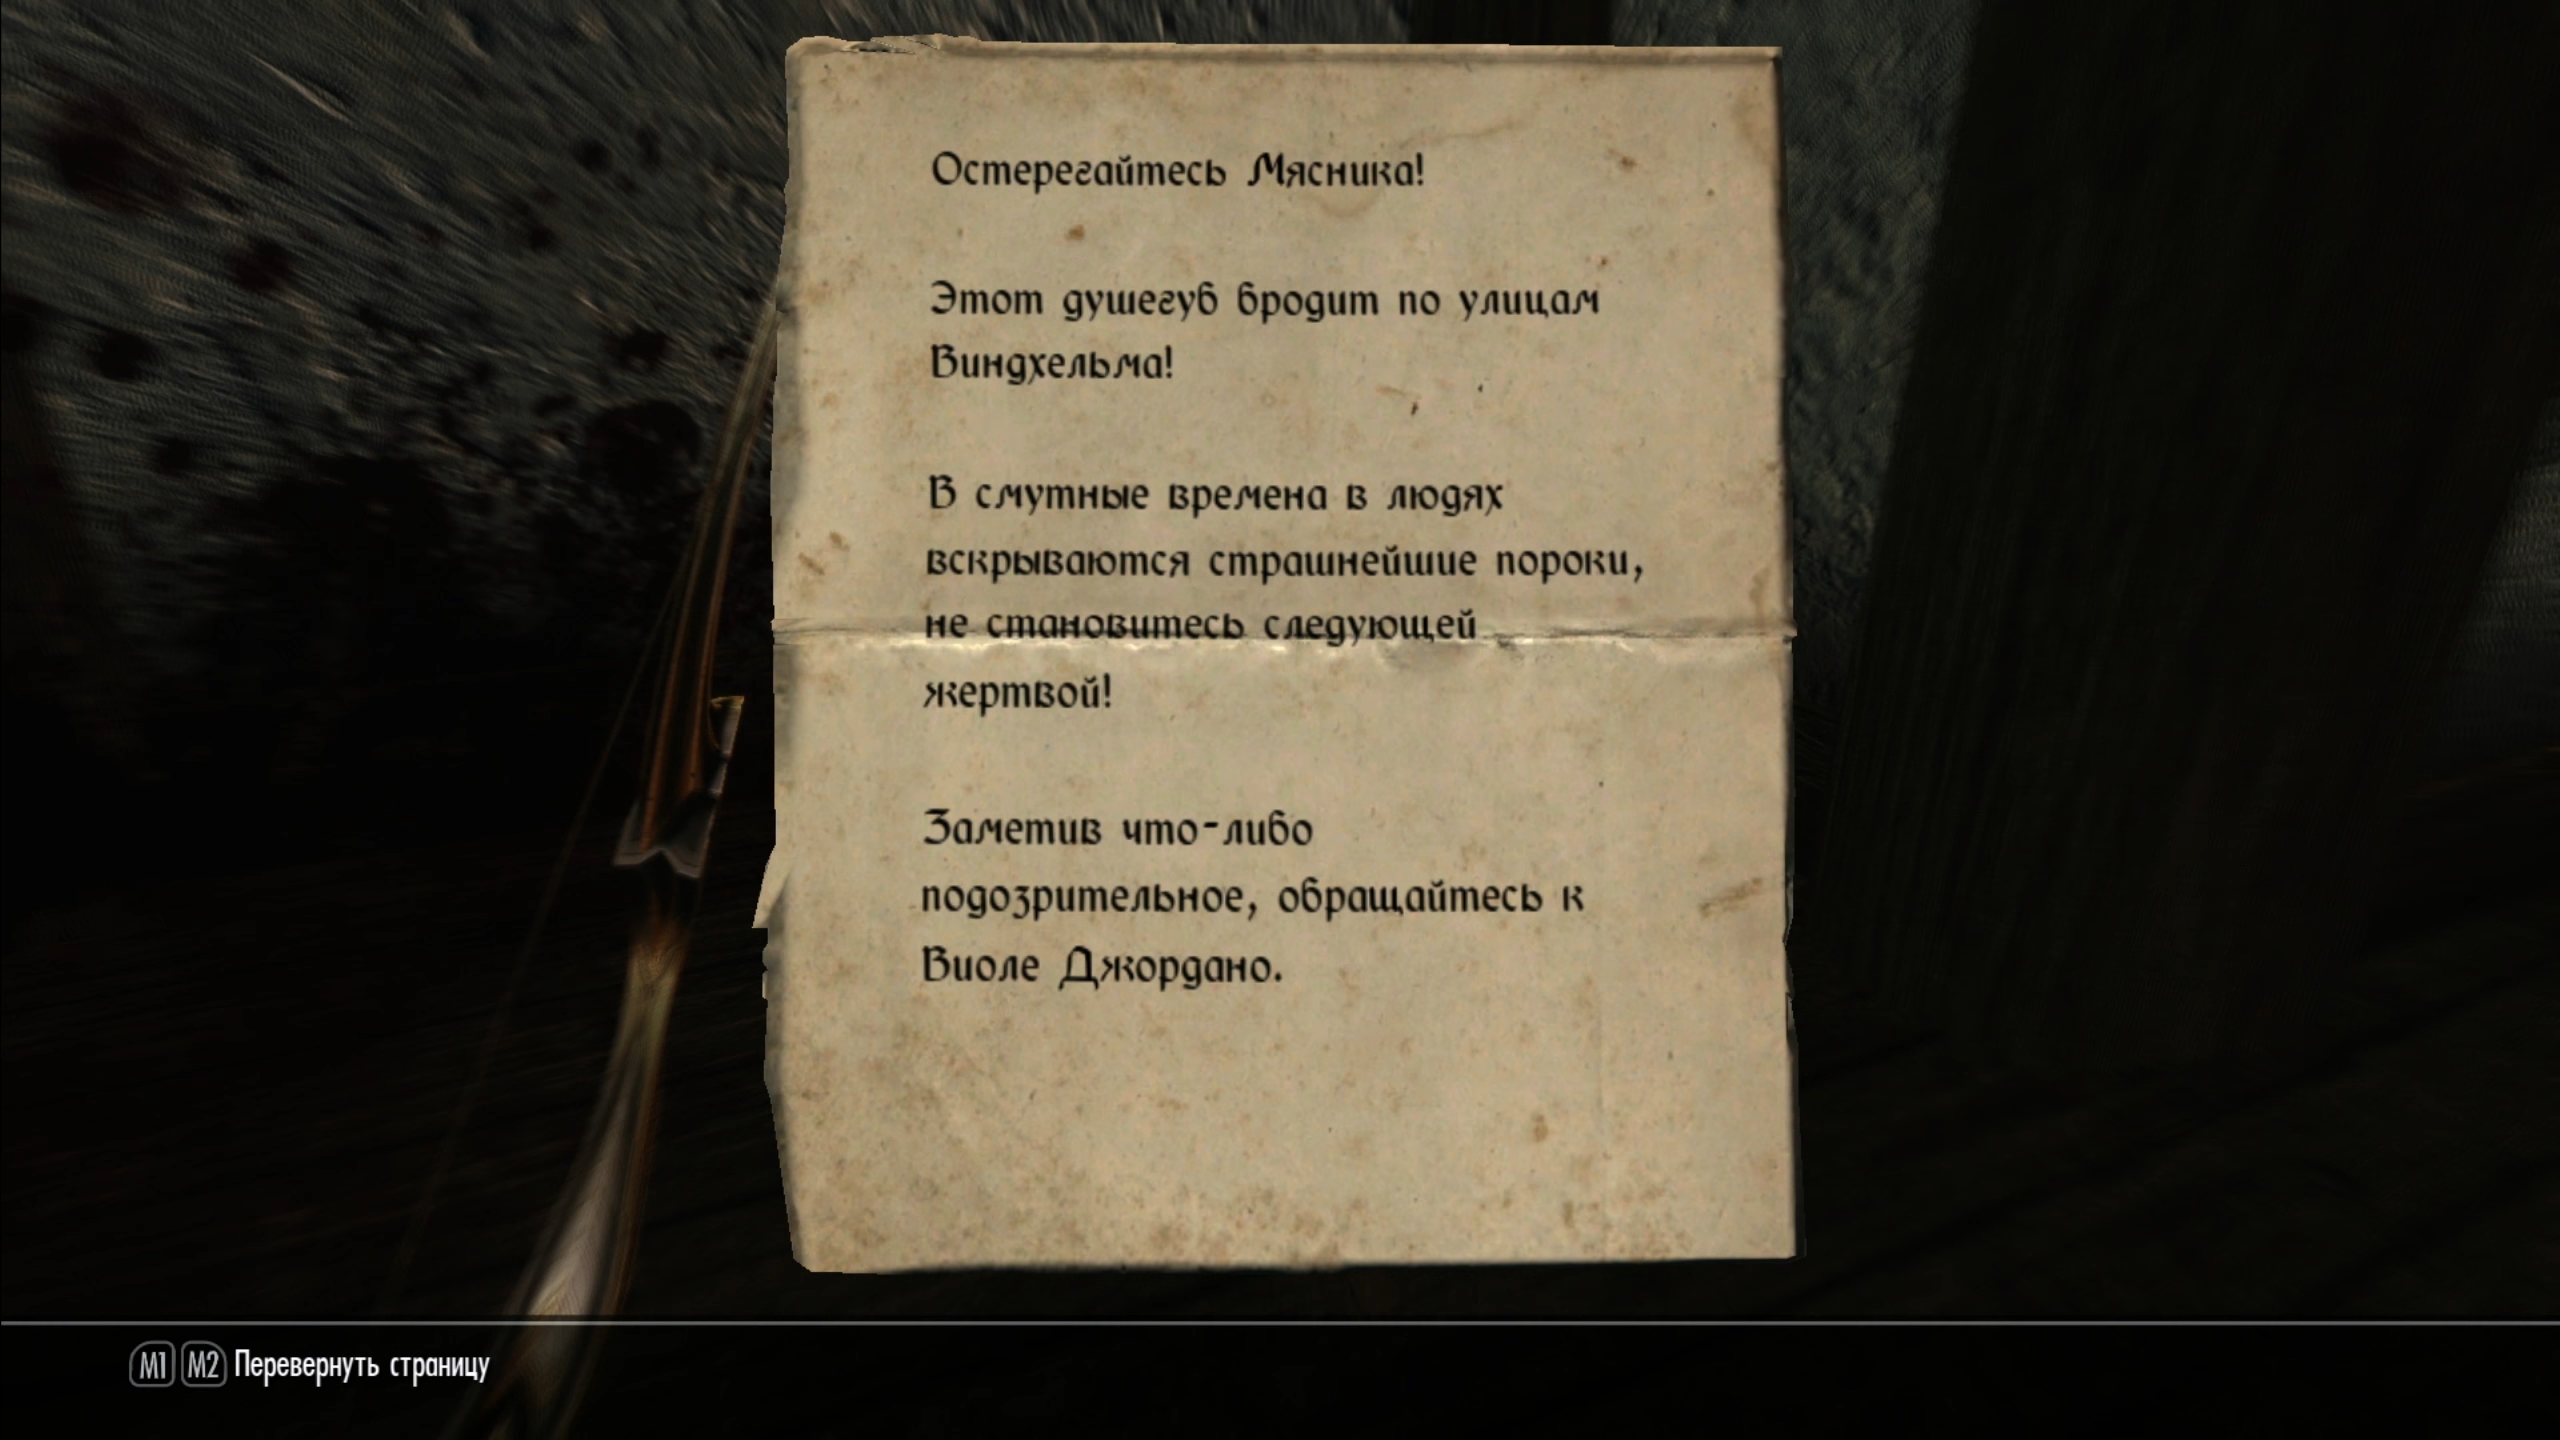 Остерегайтесь Мясника!
Этот душегуб бродит по улицам
Виндхельма!
В смутные времена в людях
вскрываются страшнейшие пороки,
не становитесь следующей
жертвой!
Заметив что-либо
подозрительное, обращайтесь к
Виоле Джордано.
M1 M2 Перевернуть страницу